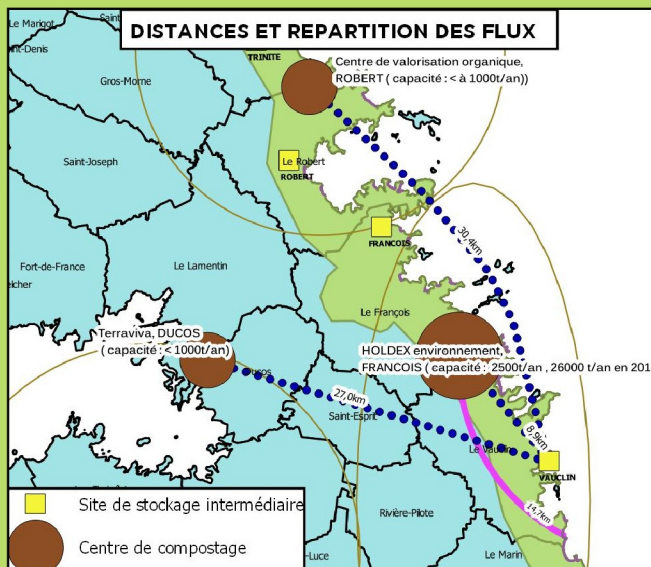 DISTANCES ET REPARTITION DES FLUX
Le Marigot
Saint-Denis
Gros-Morne
TRINITE
Centre de valorisation organique,
ROBERT ( capacité : < à 1000t/an))
Saint-Joseph
Le Robert
ROBERT
FRANCOIS
30,4km
Fort-de-France
Le Lamentin
Le François
Terraviva, DUCOS
( capacité : < 1000t/an)
Ducos
HOLDEX environnement,
FRANCOIS ( capacité : 2500t/an , 26000 t/an en 201
27,0km
Saint-Esprit
8,9km
Le Vauclin
VAUCLIN
14,7km
Rivière-Pilote
Le Marin
-Luce
Site de stockage intermédiaire
Centre de compostage